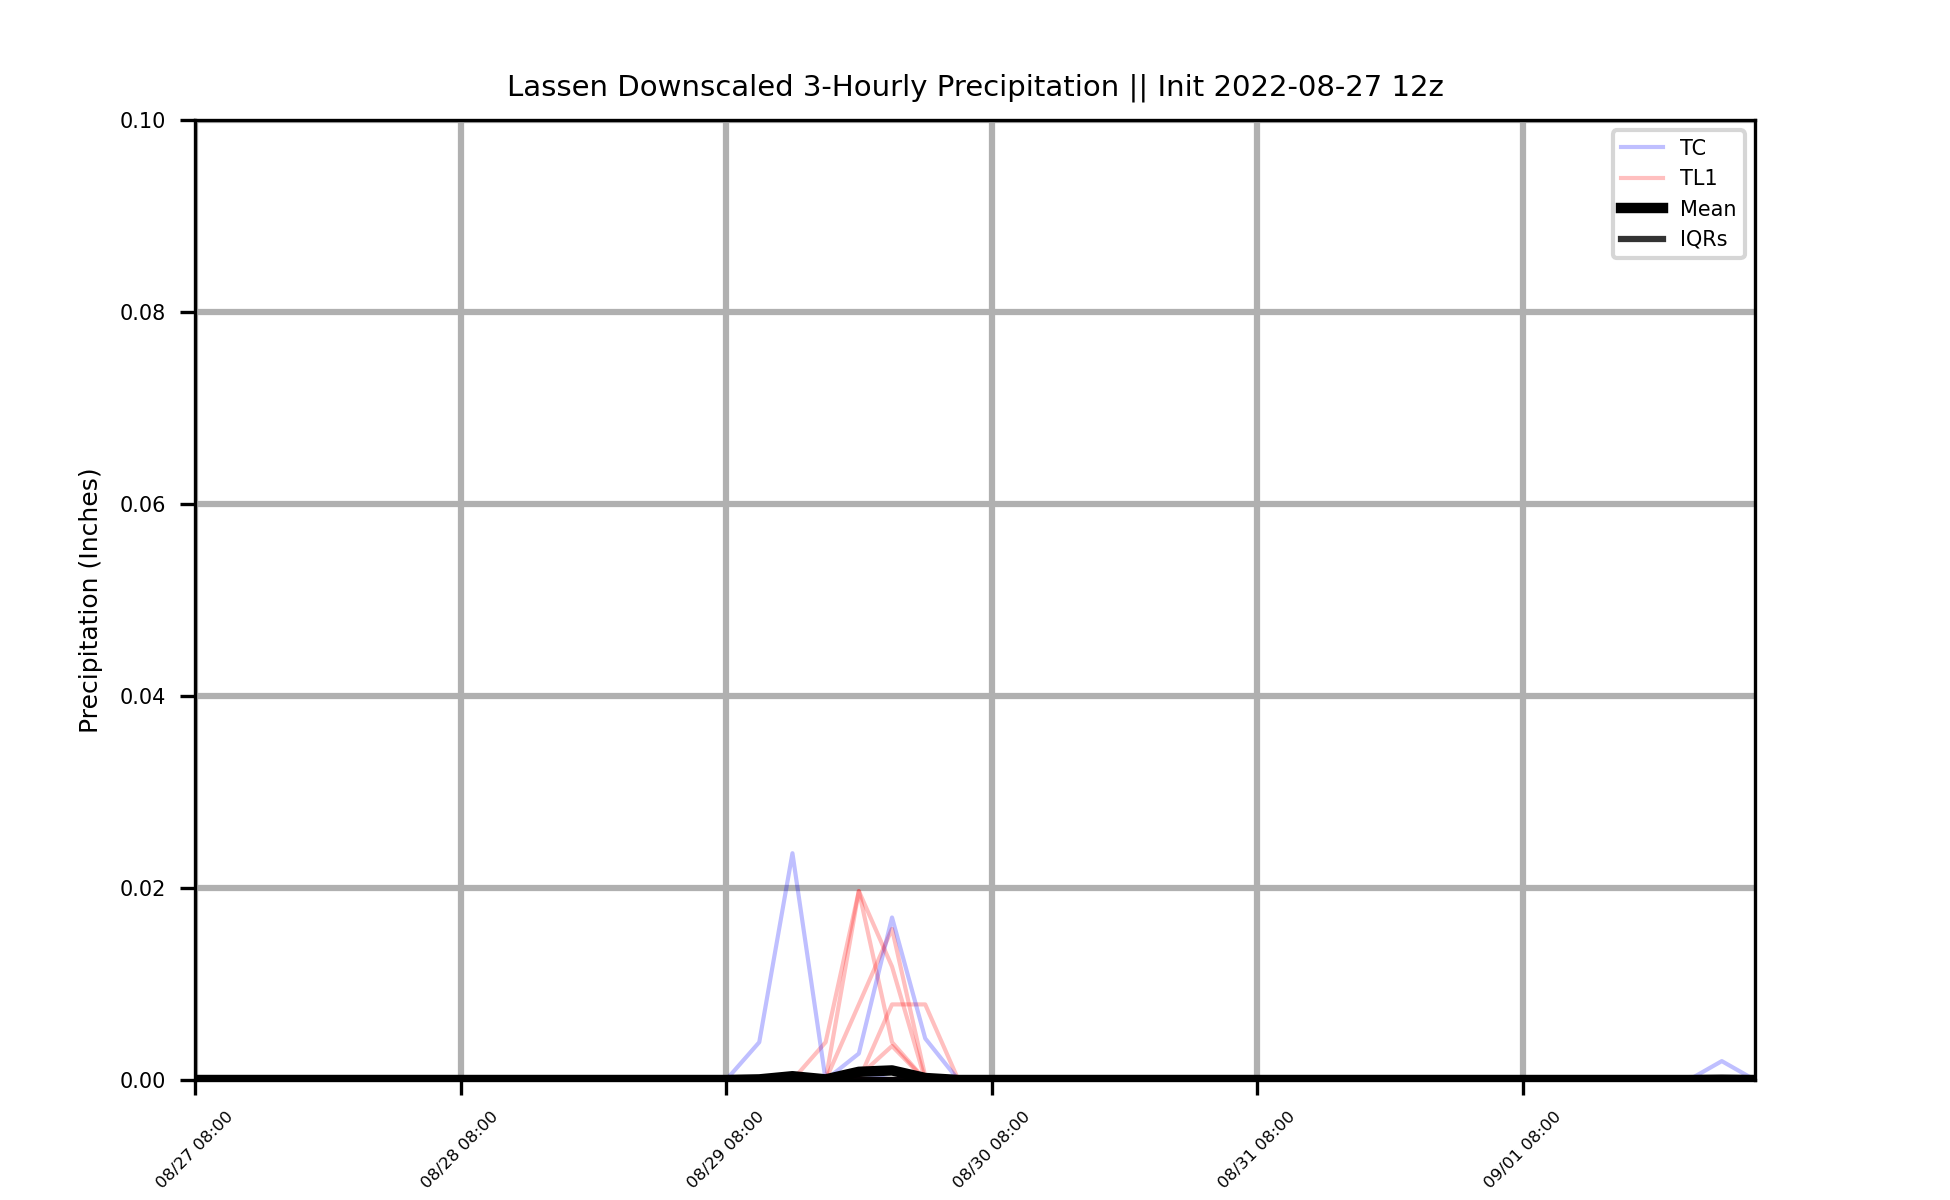 Lassen Downscaled 3-Hourly Precipitation || Init 2022-08-27 12z
0.10
0.08
0.06
0.04
0.02
0.00
Precipitation (Inches)
TC
TL1
Mean
IQRs
08/27 08:00
08/28 08:00
08/29 08:00
08/30 08:00
08/31 08:00
09/01 08:00